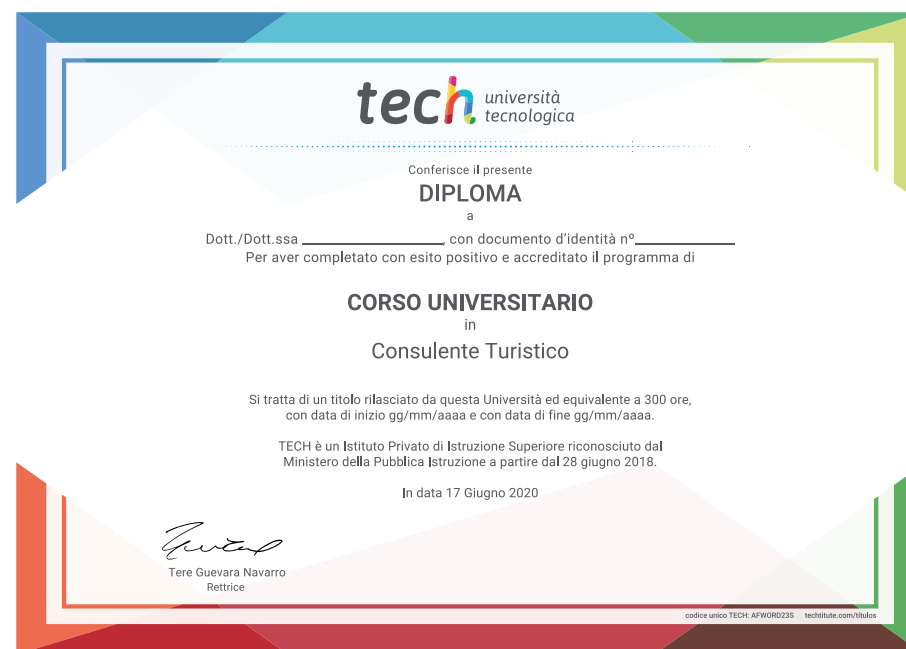 tech università
tecnologica
Conferisce il presente
DIPLOMA
a
Dott./Dott.ssa ____________________, con documento d'identità nº______________
Per aver completato con esito positivo e accreditato il programma di
CORSO UNIVERSITARIO
in
Consulente Turistico
Si tratta di un titolo rilasciato da questa Università ed equivalente a 300 ore,
con data di inizio gg/mm/aaaa e con data di fine gg/mm/aaaa.
TECH è un Istituto Privato di Istruzione Superiore riconosciuto dal
Ministero della Pubblica Istruzione a partire dal 28 giugno 2018.
In data 17 Giugno 2020
Tere Guevara Navarro
Rettrice
codice unico TECH: AFWORD23S techtitute.com/titulos